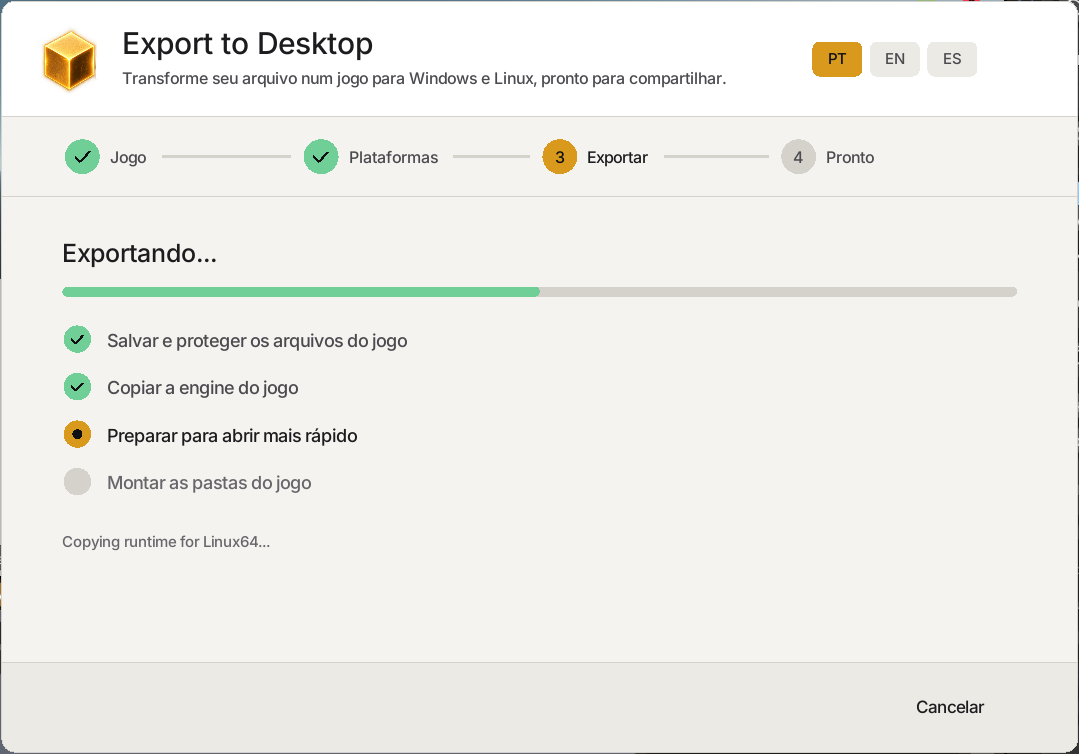 Export to Desktop
Transforme seu arquivo num jogo para Windows e Linux, pronto para compartilhar.
PT
EN
ES
Jogo
Plataformas
3
Exportar
4
Pronto
Exportando...
Salvar e proteger os arquivos do jogo
Copiar a engine do jogo
Preparar para abrir mais rápido
Montar as pastas do jogo
Copying runtime for Linux64...
Cancelar